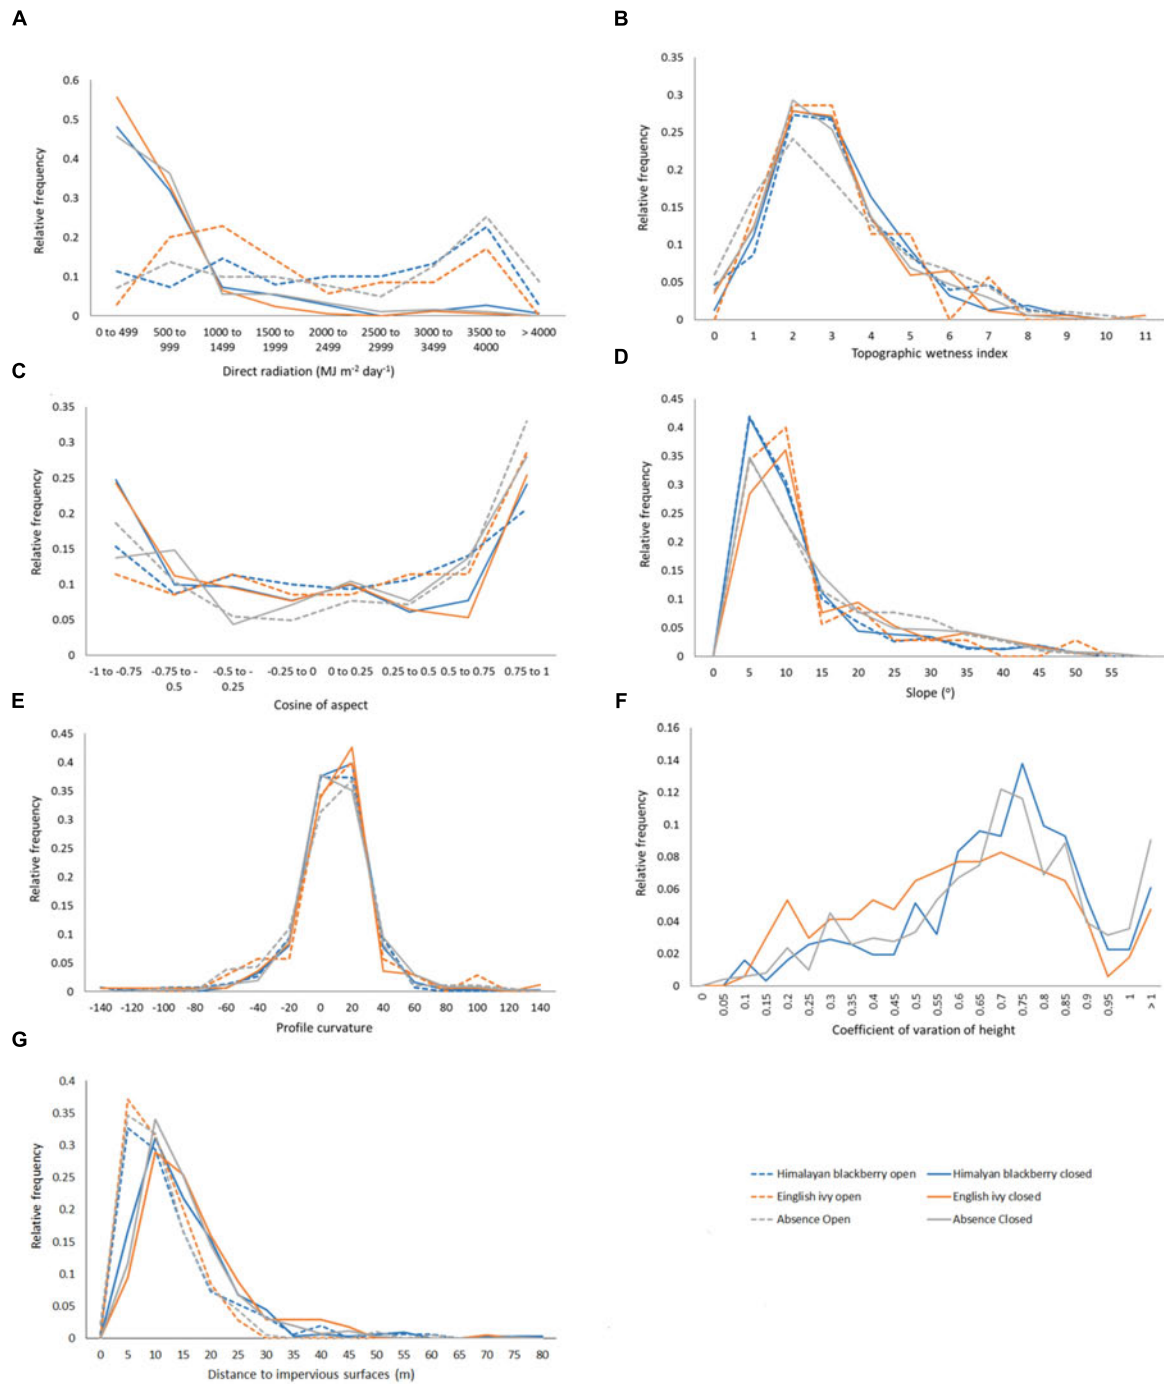 A
Relative frequency
0.6
0.5
0.4
0.3
0.2
0.1
0
0 to 499 500 to 999 1000 to 1499 1500 to 1999 2000 to 2499 2500 to 2999 3000 to 3499 3500 to 4000 > 4000
Direct radiation (MJ m-2 day-1)
B
Relative frequency
0.35
0.3
0.25
0.2
0.15
0.1
0.05
0
0 1 2 3 4 5 6 7 8 9 10 11
Topographic wetness index
C
Relative frequency
0.35
0.3
0.25
0.2
0.15
0.1
0.05
0
-1 to -0.75 -0.75 to -0.5 -0.5 to -0.25 -0.25 to 0 0 to 0.25 0.25 to 0.5 0.5 to 0.75 0.75 to 1
Cosine of aspect
D
Relative frequency
0.45
0.4
0.35
0.3
0.25
0.2
0.15
0.1
0.05
0
0 5 10 15 20 25 30 35 40 45 50 55
Slope (o)
E
Relative frequency
0.45
0.4
0.35
0.3
0.25
0.2
0.15
0.1
0.05
0
-140 -120 -100 -80 -60 -40 -20 0 20 40 60 80 100 120 140
Profile curvature
F
Relative frequency
0.16
0.14
0.12
0.1
0.08
0.06
0.04
0.02
0
0 0.05 0.1 0.15 0.2 0.25 0.3 0.35 0.4 0.45 0.5 0.55 0.6 0.65 0.7 0.75 0.8 0.85 0.9 0.95 1 > 1
Coefficient of varation of height
G
Relative frequency
0.4
0.35
0.3
0.25
0.2
0.15
0.1
0.05
0
0 5 10 15 20 25 30 35 40 45 50 55 60 65 70 75 80
Distance to impervious surfaces (m)
Himalayan blackberry open Himalyan blackberry closed
Einglish ivy open English ivy closed
Absence Open Absence Closed